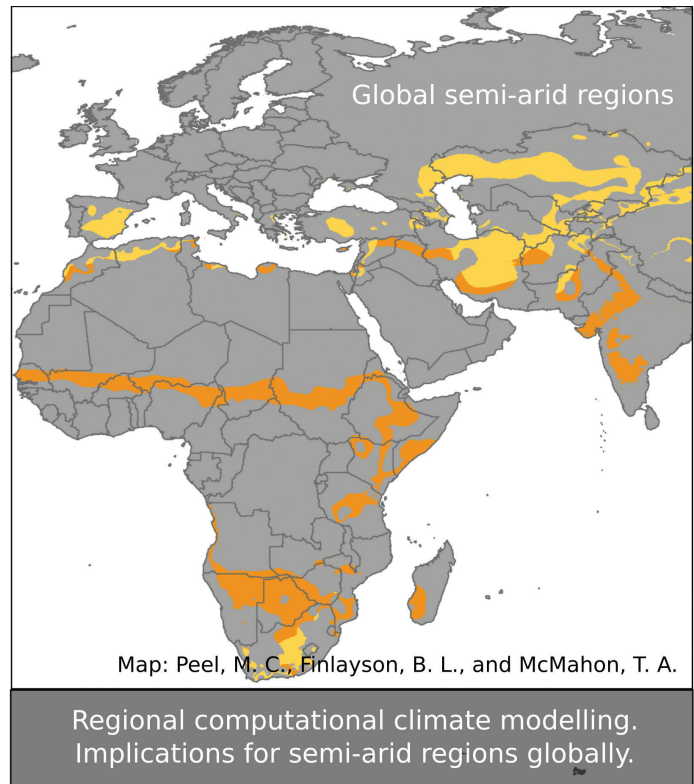 Global semi-arid regions
Map: Peel, M. C., Finlayson, B. L., and McMahon, T. A.
Regional computational climate modelling.
Implications for semi-arid regions globally.